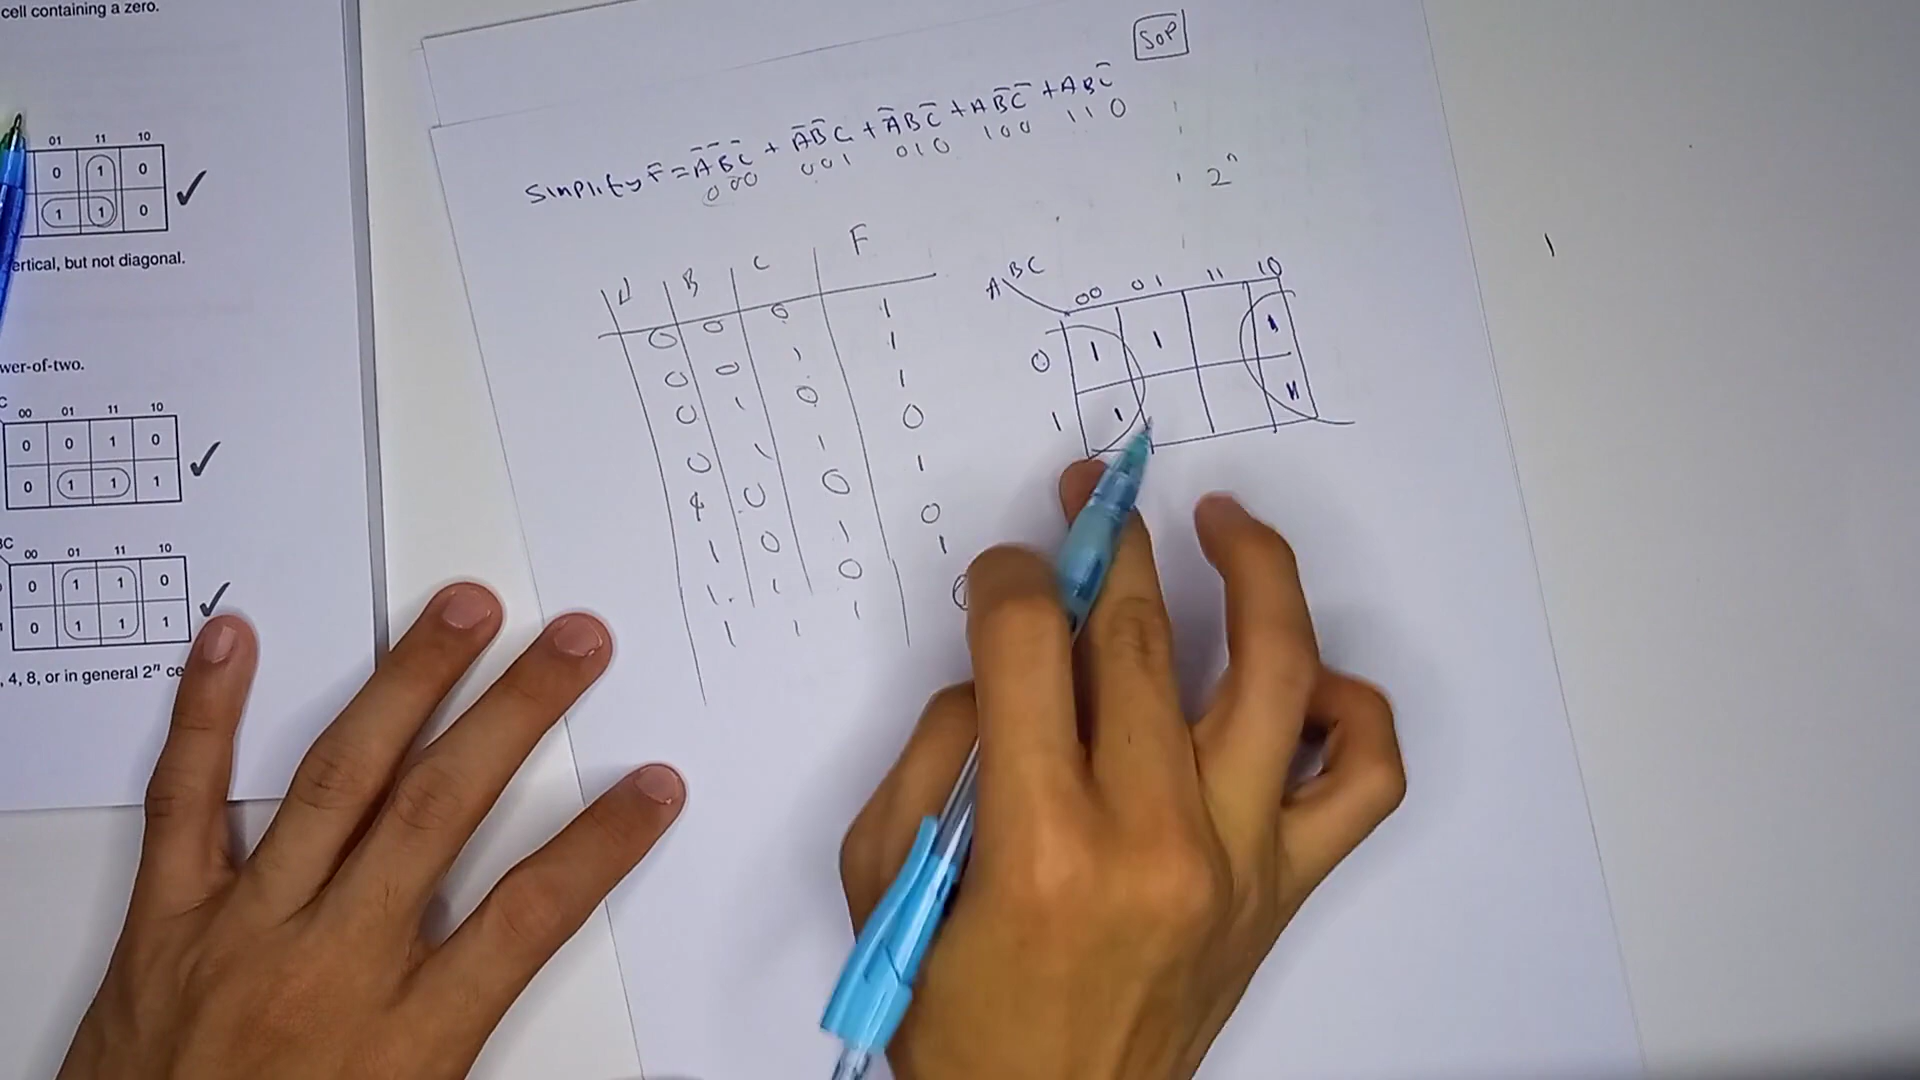 cell containing a zero.
01 11 10
0 1 0
1 1 0
ertical, but not diagonal.
wer-of-two.
C 00 01 11 10
0 0 1 0
0 1 1 1
BC 00 01 11 10
0 1 1 0
0 1 1 1
, 4, 8, or in general 2ⁿ ce
SOP
Simplify F = A̅B̅C̅ + A̅B̅C + A̅BC̅ + AB̅C̅ + ABC̅
000 001 010 100 110
2ⁿ
A B C F
0 0 0 1
0 0 1 1
0 1 0 1
0 1 1 0
1 0 0 1
1 0 1 0
1 1 0 1
1 1 1
A BC
00 01 11 10
0 1 1 1
1 1 1